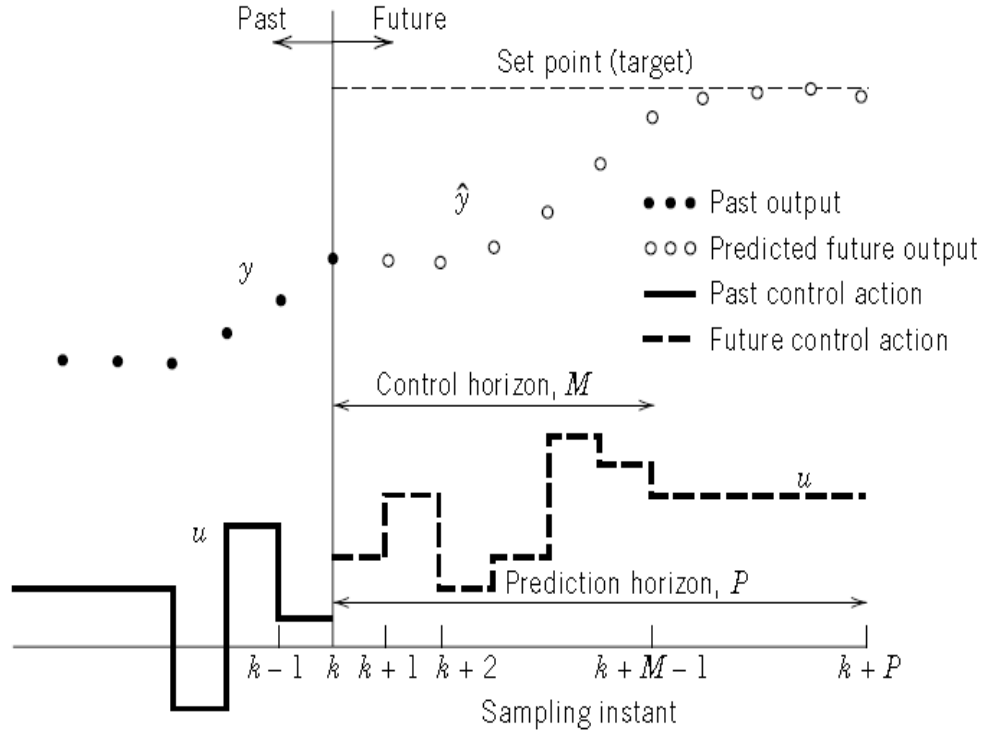 Past
Future
Set point (target)
ŷ
Past output
Predicted future output
y
Past control action
Future control action
Control horizon, M
u
u
Prediction horizon, P
k – 1
k
k + 1
k + 2
k + M – 1
k + P
Sampling instant